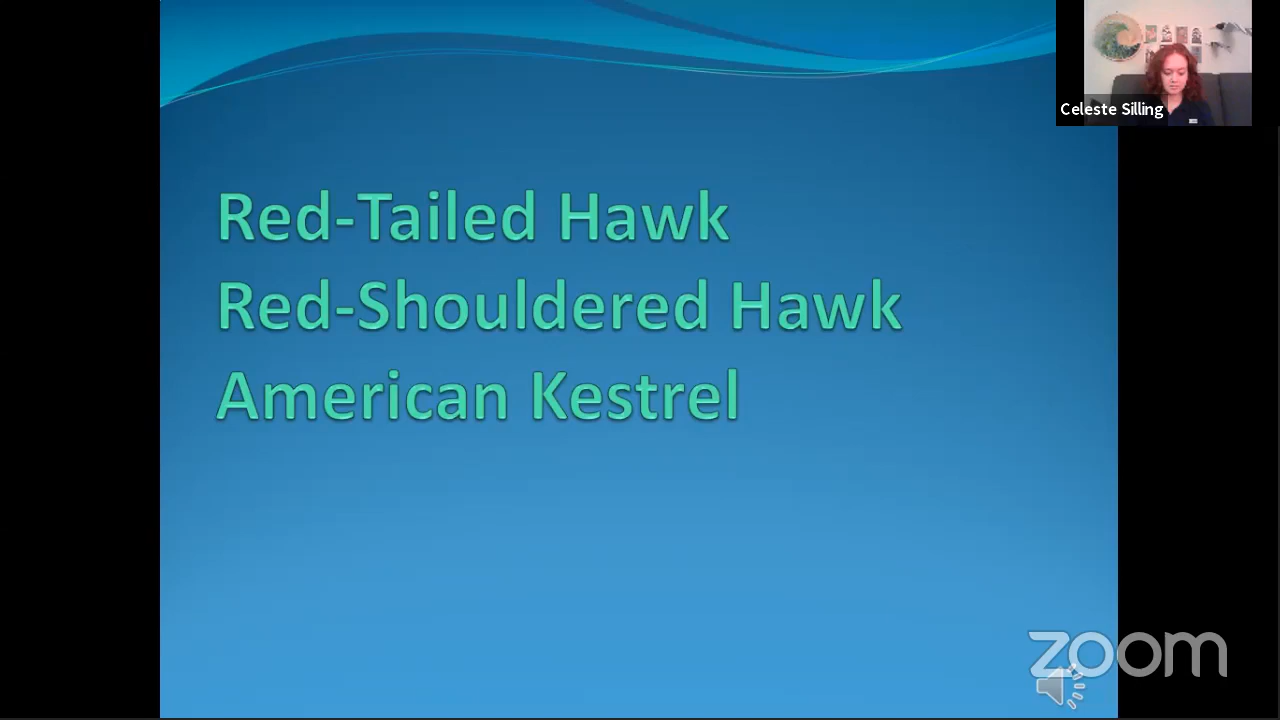 Celeste Silling
Red-Tailed Hawk
Red-Shouldered Hawk
American Kestrel
zoom